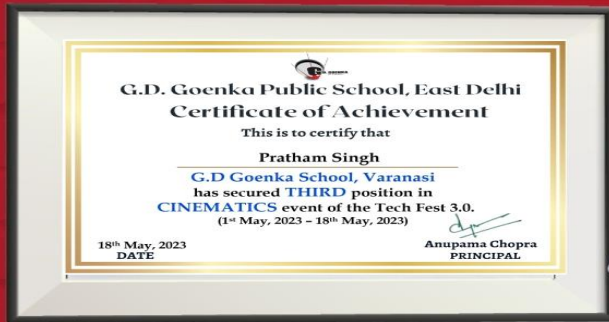 G.D. Goenka Public School, East Delhi
Certificate of Achievement
This is to certify that
Pratham Singh
G.D Goenka School, Varanasi
has secured THIRD position in
CINEMATICS event of the Tech Fest 3.0.
(1st May, 2023 – 18th May, 2023)
18th May, 2023
DATE
Anupama Chopra
PRINCIPAL